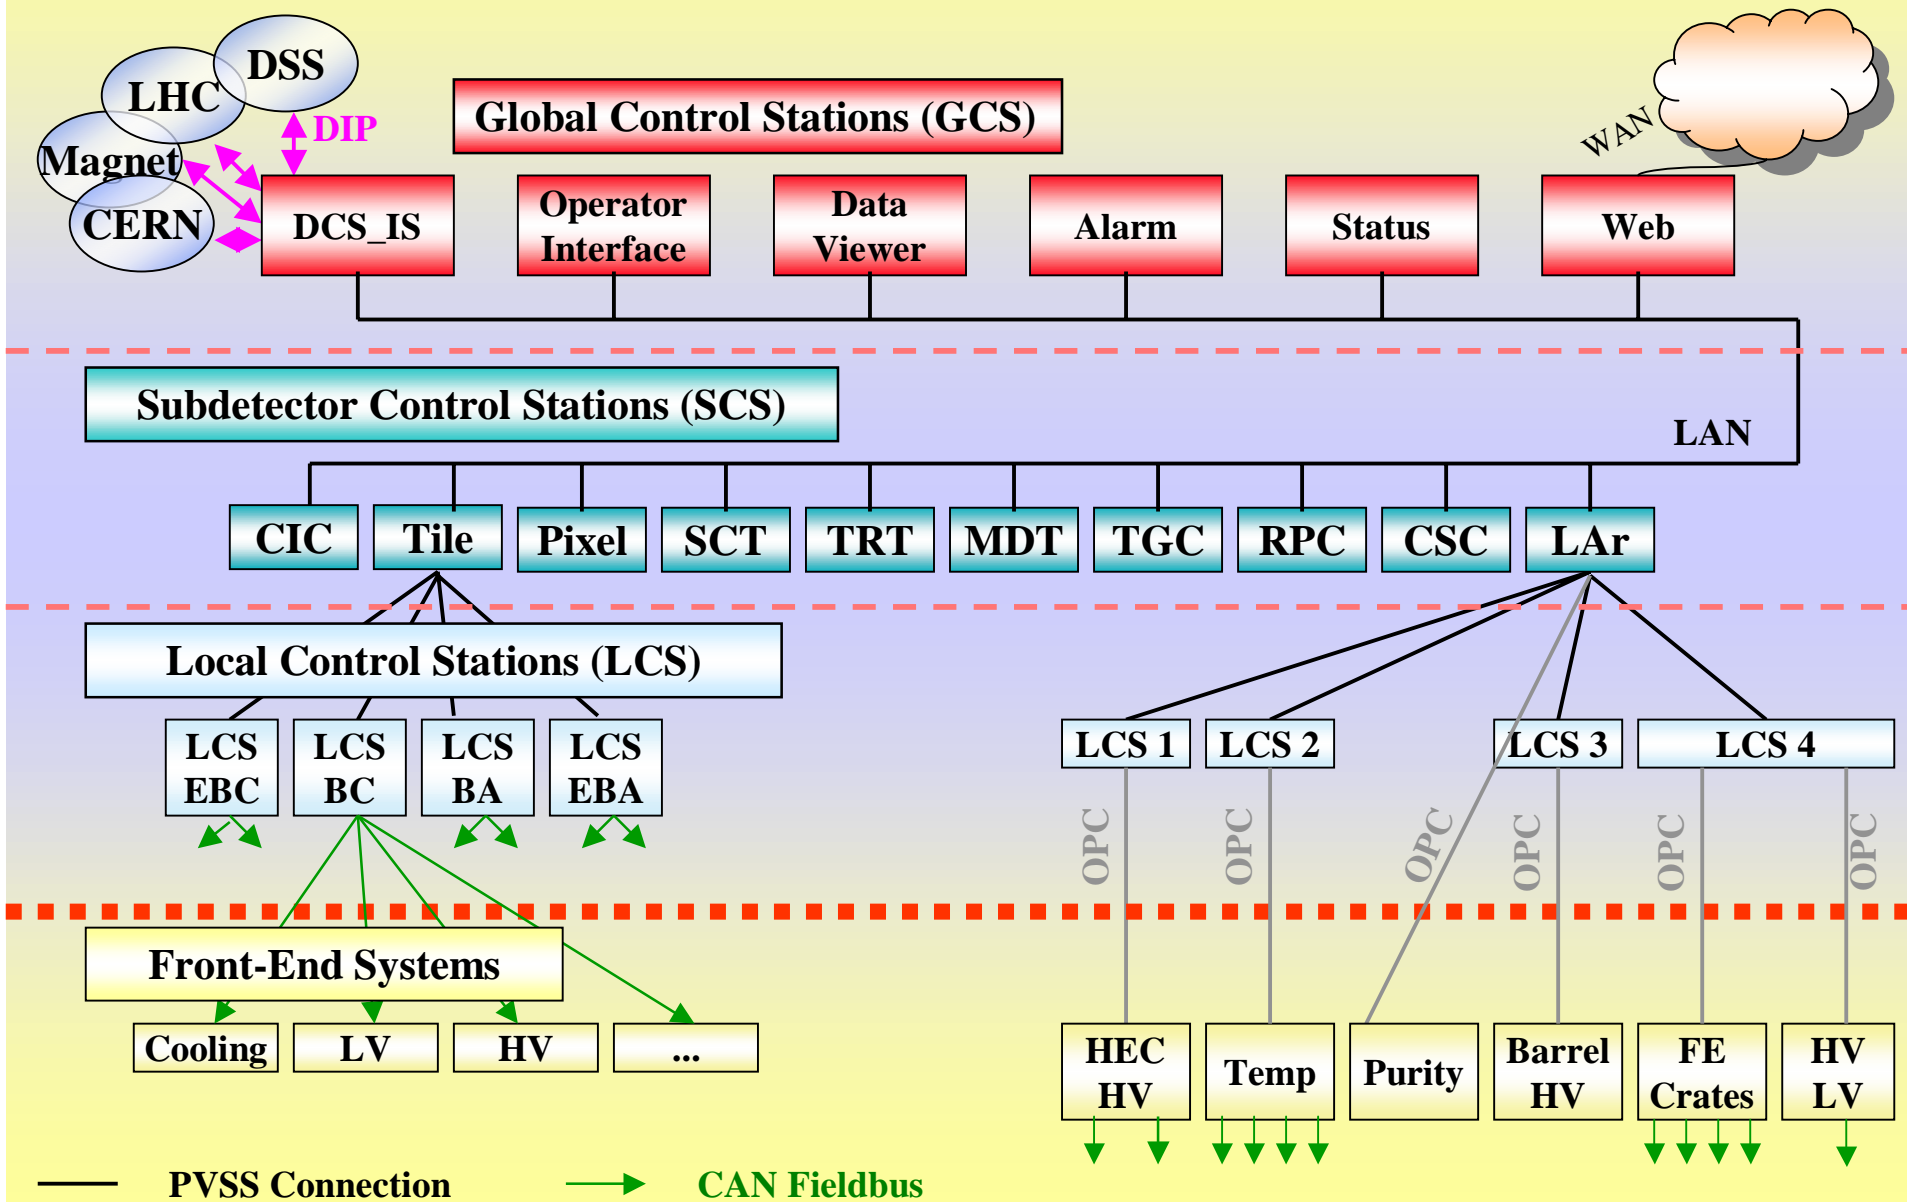 DSS
LHC
Magnet
CERN
DIP
Global Control Stations (GCS)
WAN
DCS_IS
Operator
Interface
Data
Viewer
Alarm
Status
Web
Subdetector Control Stations (SCS)
LAN
CIC
Tile
Pixel
SCT
TRT
MDT
TGC
RPC
CSC
LAr
Local Control Stations (LCS)
LCS
EBC
LCS
BC
LCS
BA
LCS
EBA
LCS 1
LCS 2
LCS 3
LCS 4
OPC
OPC
OPC
OPC
OPC
OPC
Front-End Systems
Cooling
LV
HV
...
HEC
HV
Temp
Purity
Barrel
HV
FE
Crates
HV
LV
PVSS Connection
CAN Fieldbus